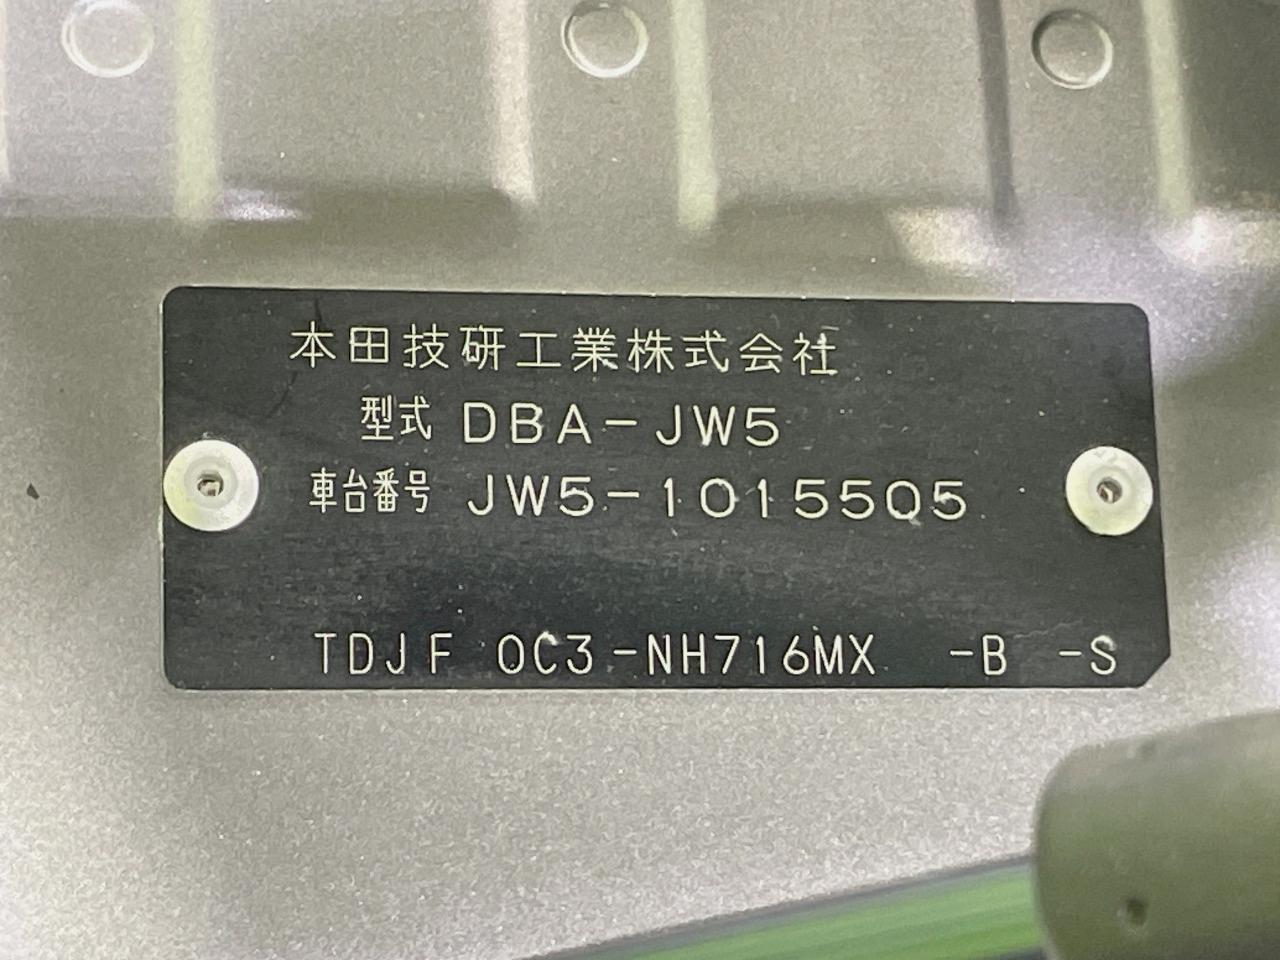 本田技研工業株式会社
型式 DBA-JW5
車台番号 JW5-1015505
TDJF 0C3-NH716MX -B -S